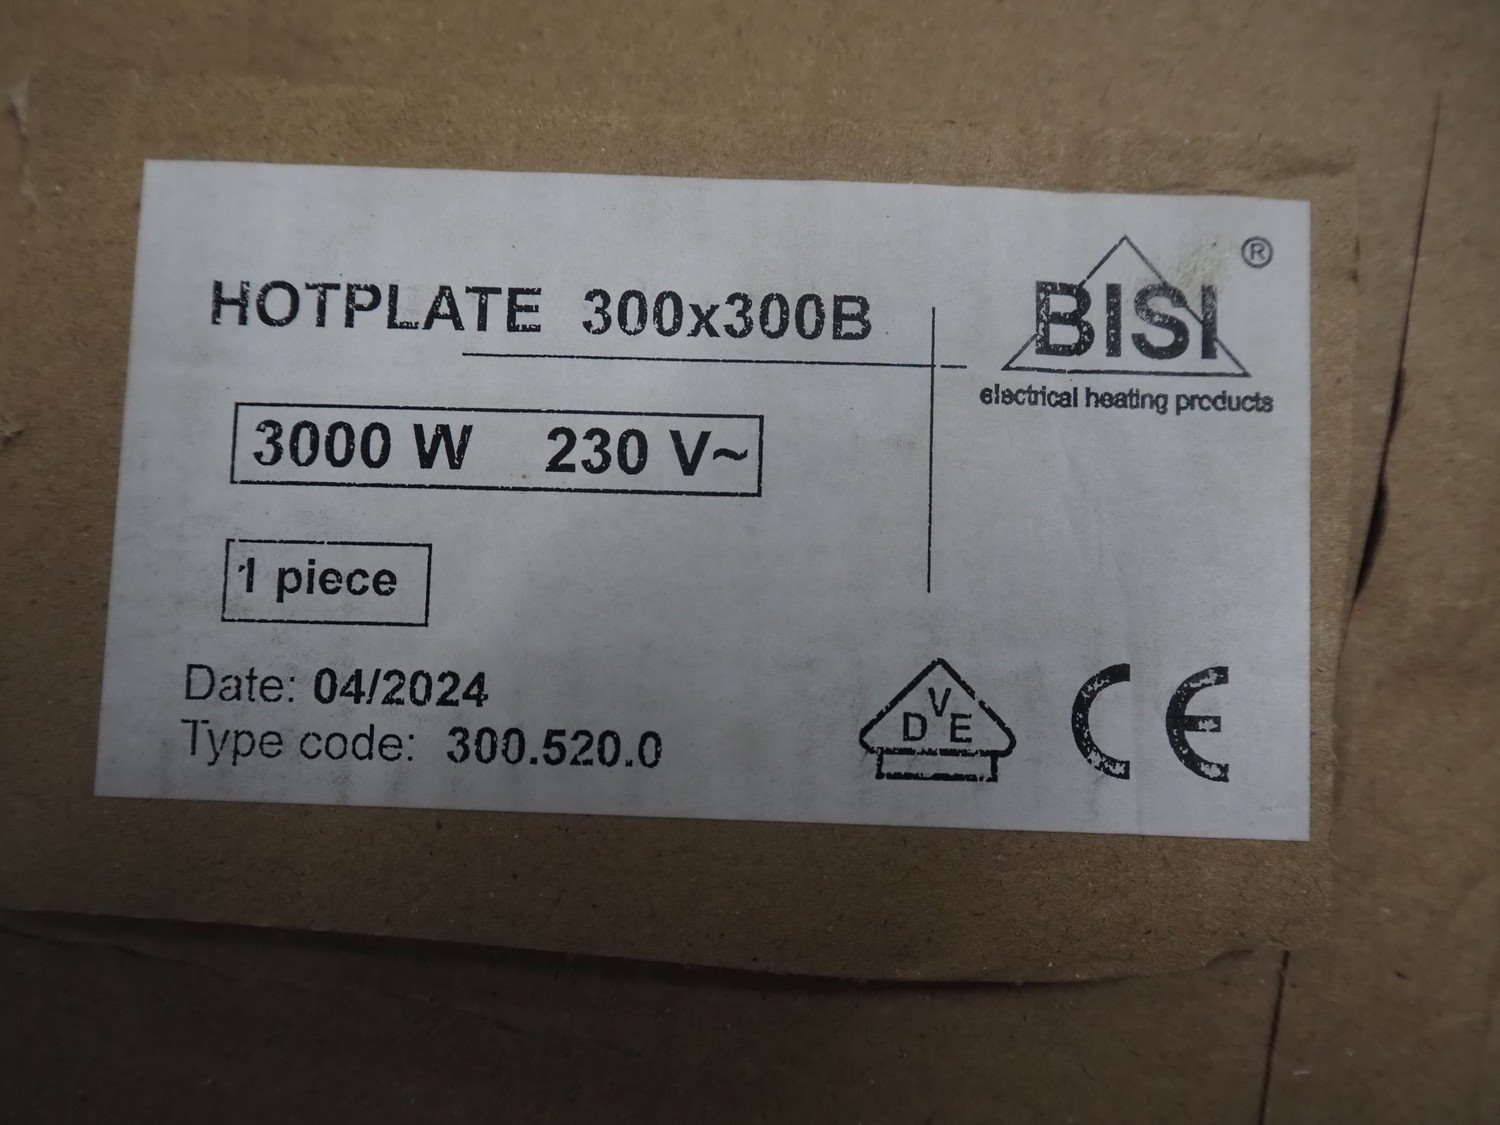 HOTPLATE 300x300B
BISI ®
electrical heating products
3000 W 230 V~
1 piece
Date: 04/2024
Type code: 300.520.0
DVE
CE